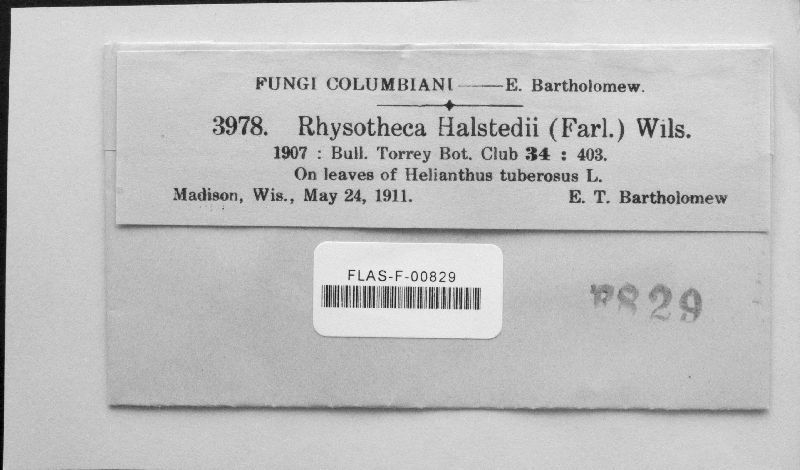 FUNGI COLUMBIANI — E. Bartholomew.
3978. Rhysotheca Halstedii (Farl.) Wils.
1907 : Bull. Torrey Bot. Club 34 : 403.
On leaves of Helianthus tuberosus L.
Madison, Wis., May 24, 1911. E. T. Bartholomew
FLAS-F-00829
F829